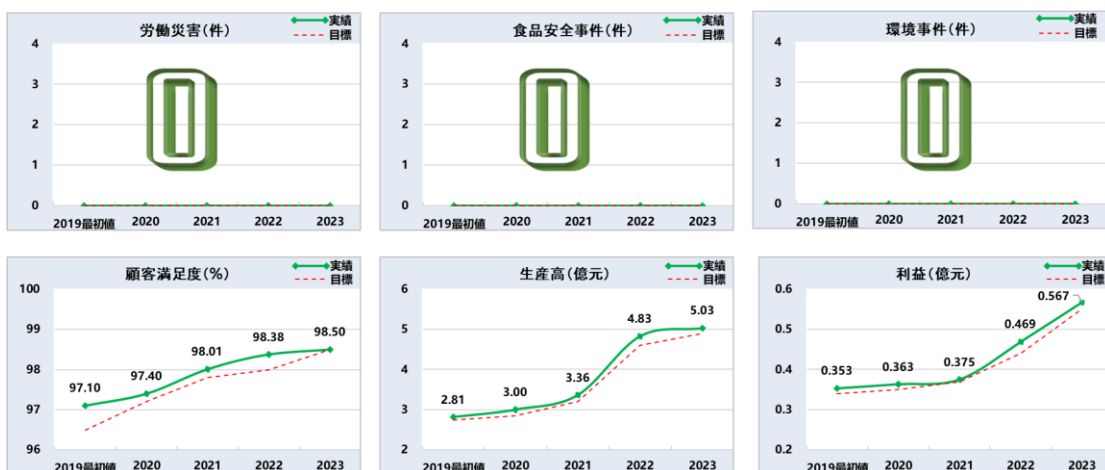 労働災害(件)
実績
目標
4
3
2
1
0
0
2019最初値 2020 2021 2022 2023
食品安全事件(件)
実績
目標
4
3
2
1
0
0
2019最初値 2020 2021 2022 2023
環境事件(件)
実績
目標
4
3
2
1
0
0
2019最初値 2020 2021 2022 2023
顧客満足度(%)
実績
目標
100
99
98
97
96
97.10 97.40 98.01 98.38 98.50
2019最初値 2020 2021 2022 2023
生産高(億元)
実績
目標
6
5
4
3
2
2.81 3.00 3.36 4.83 5.03
2019最初値 2020 2021 2022 2023
利益(億元)
実績
目標
0.6
0.5
0.4
0.3
0.2
0.353 0.363 0.375 0.469 0.567
2019最初値 2020 2021 2022 2023